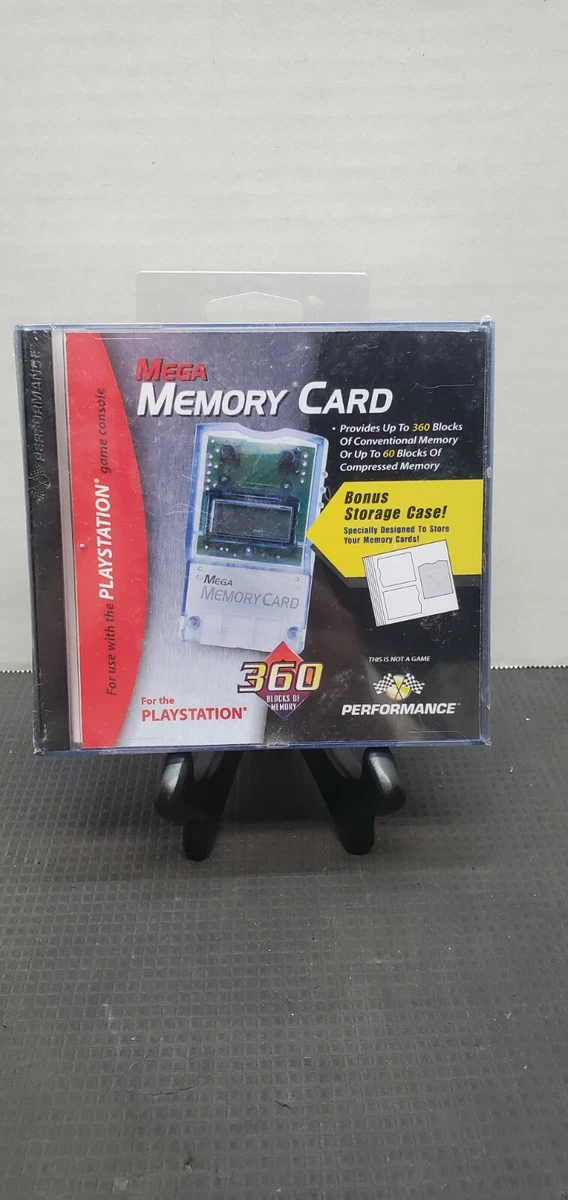 PERFORMANCE
For use with the PLAYSTATION® game console
MEGA
MEMORY CARD
• Provides Up To 360 Blocks
Of Conventional Memory
Or Up To 60 Blocks Of
Compressed Memory
Bonus
Storage Case!
Specially Designed To Store
Your Memory Cards!
MEGA
MEMORY CARD
360
BLOCKS OF
MEMORY
For the
PLAYSTATION®
THIS IS NOT A GAME
PERFORMANCE™